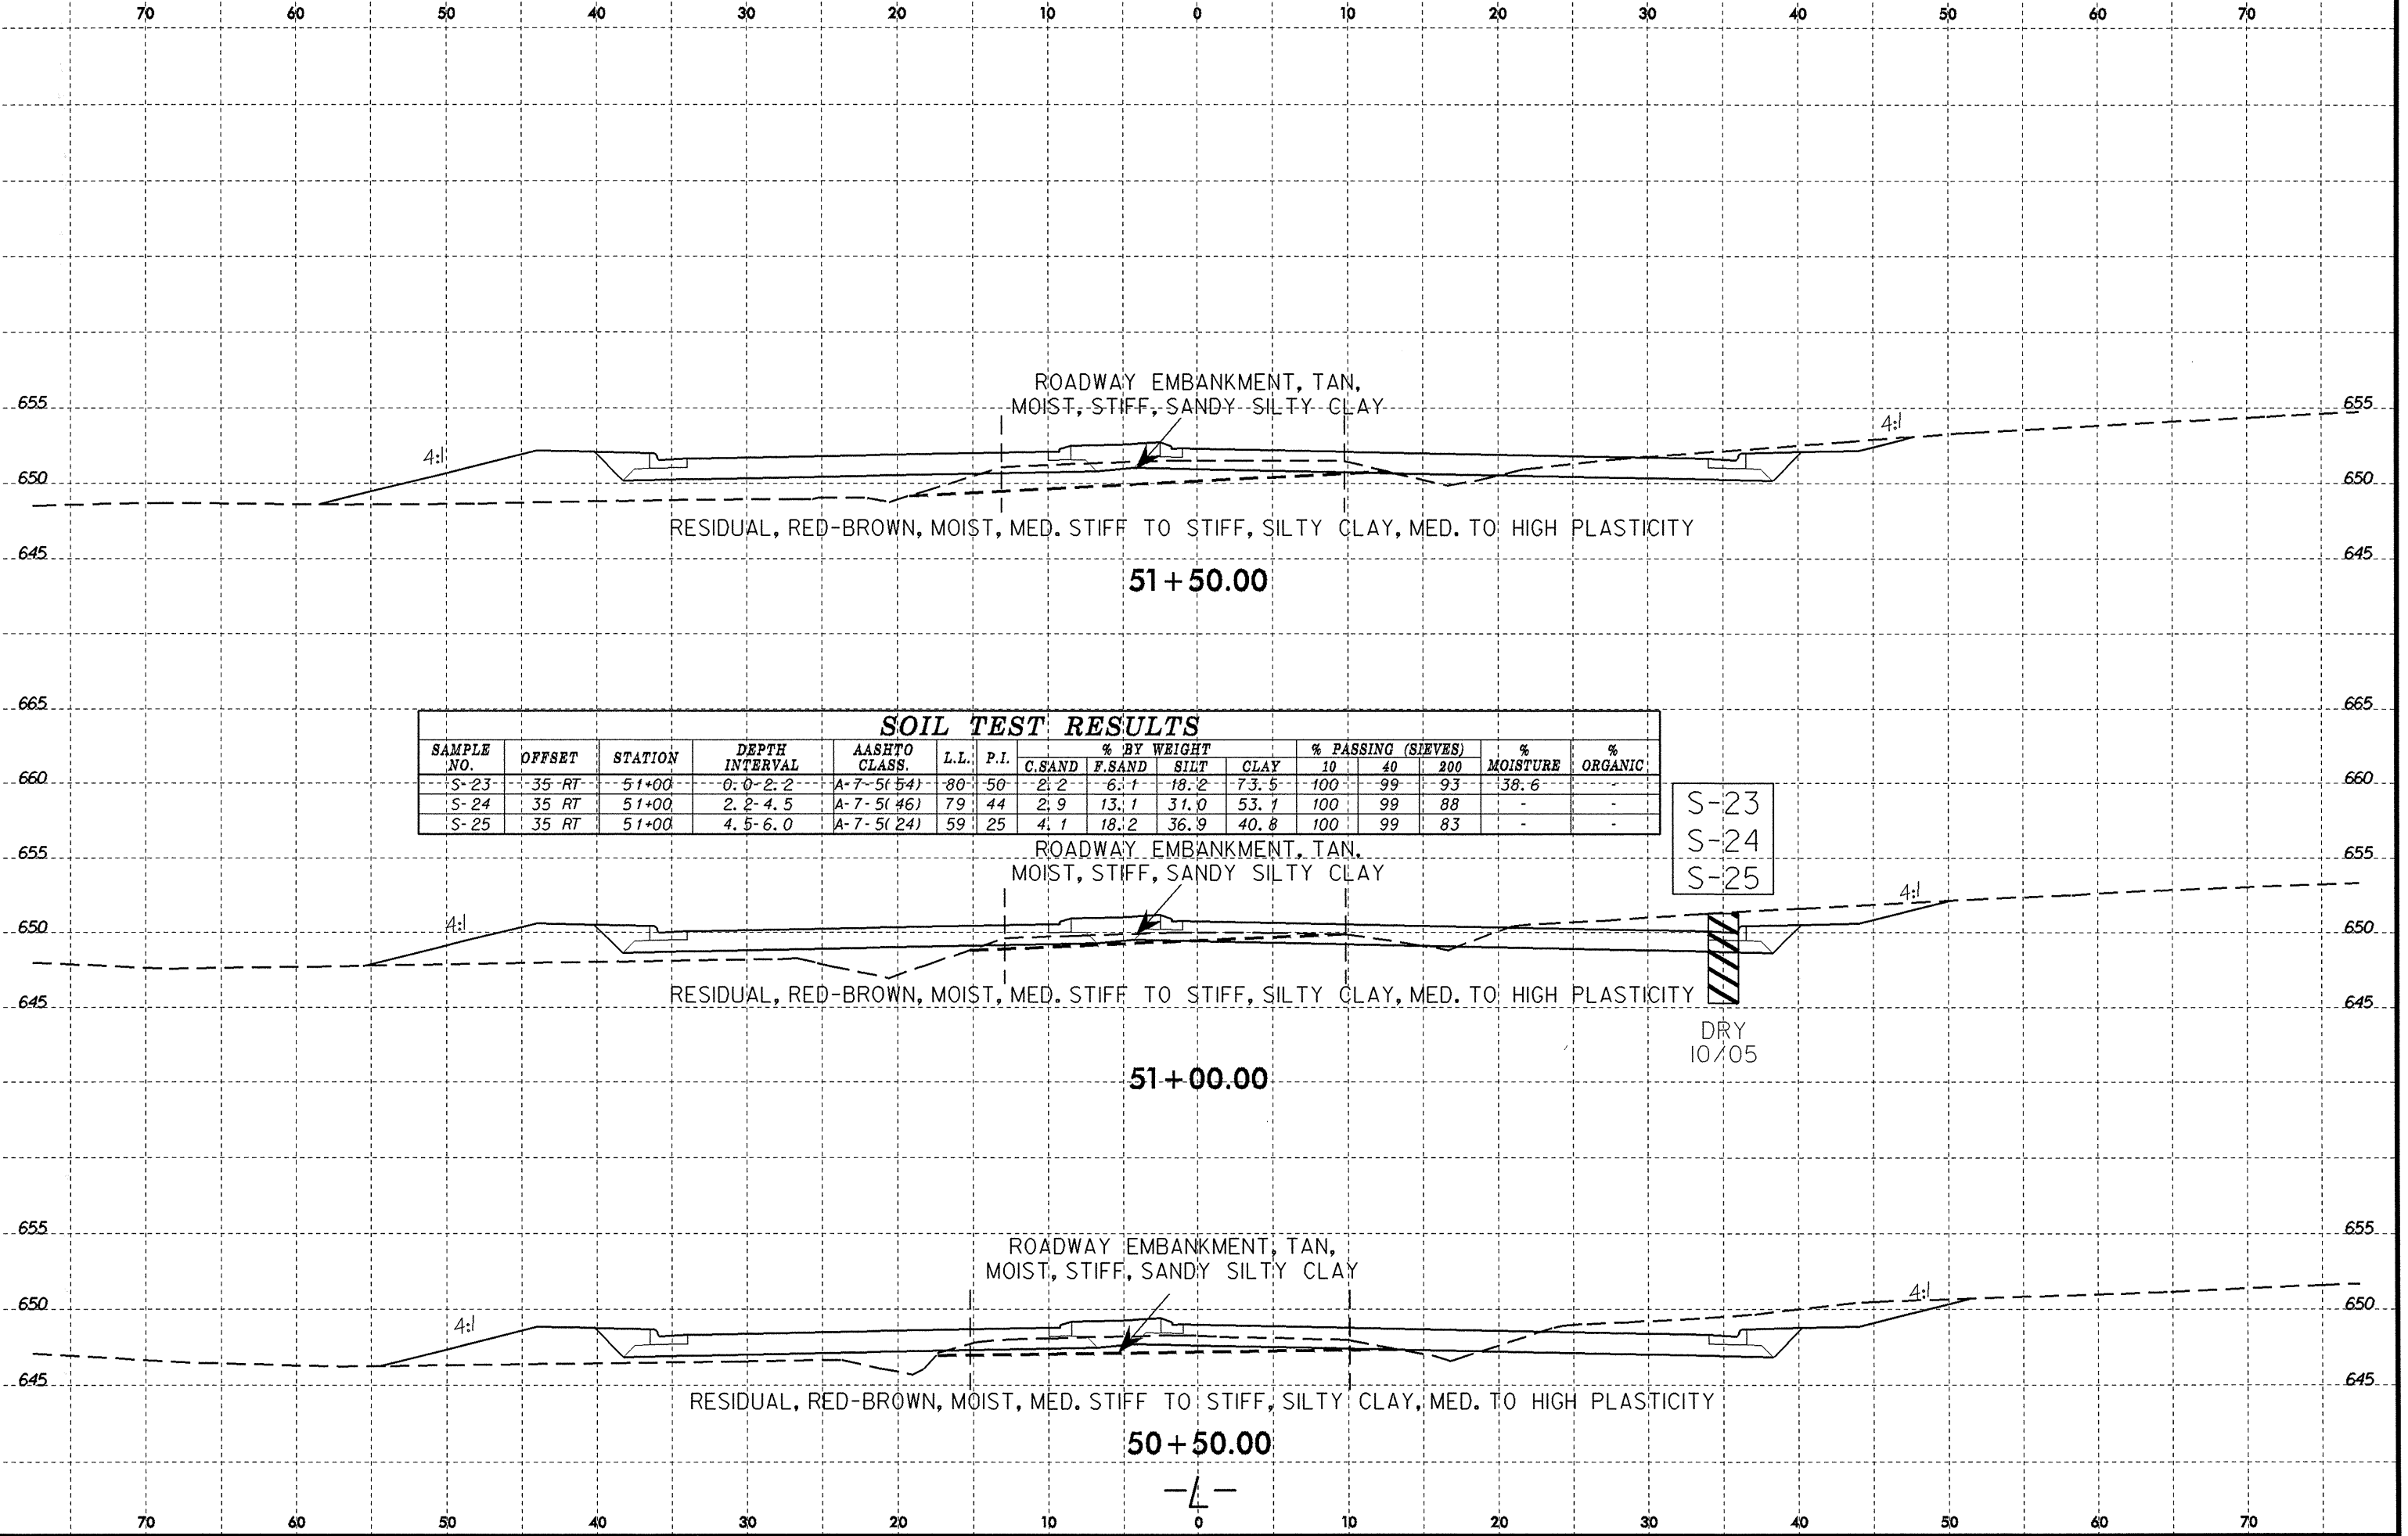 70 60 50 40 30 20 10 0 10 20 30 40 50 60 70
ROADWAY EMBANKMENT, TAN,
MOIST, STIFF, SANDY SILTY CLAY
655 655
4:1 4:1
650 650
RESIDUAL, RED-BROWN, MOIST, MED. STIFF TO STIFF, SILTY CLAY, MED. TO HIGH PLASTICITY
645 645
51+50.00
665 665
SOIL TEST RESULTS
SAMPLE NO. OFFSET STATION DEPTH INTERVAL AASHTO CLASS. L.L. P.I. % BY WEIGHT % PASSING (SIEVES) % MOISTURE % ORGANIC
C.SAND F.SAND SILT CLAY 10 40 200
660 660
S-23 35 RT 51+00 0.0-2.2 A-7-5(54) 80 50 2.2 6.1 18.2 73.5 100 99 93 38.6 -
S-24 35 RT 51+00 2.2-4.5 A-7-5(46) 79 44 2.9 13.1 31.0 53.1 100 99 88 - -
S-25 35 RT 51+00 4.5-6.0 A-7-5(24) 59 25 4.1 18.2 36.9 40.8 100 99 83 - -
S-23
S-24
S-25
655 655
ROADWAY EMBANKMENT, TAN,
MOIST, STIFF, SANDY SILTY CLAY
4:1 4:1
650 650
RESIDUAL, RED-BROWN, MOIST, MED. STIFF TO STIFF, SILTY CLAY, MED. TO HIGH PLASTICITY
645 645
DRY
10/05
51+00.00
655 655
ROADWAY EMBANKMENT, TAN,
MOIST, STIFF, SANDY SILTY CLAY
650 650
4:1 4:1
645 645
RESIDUAL, RED-BROWN, MOIST, MED. STIFF TO STIFF, SILTY CLAY, MED. TO HIGH PLASTICITY
50+50.00
-L-
70 60 50 40 30 20 10 0 10 20 30 40 50 60 70